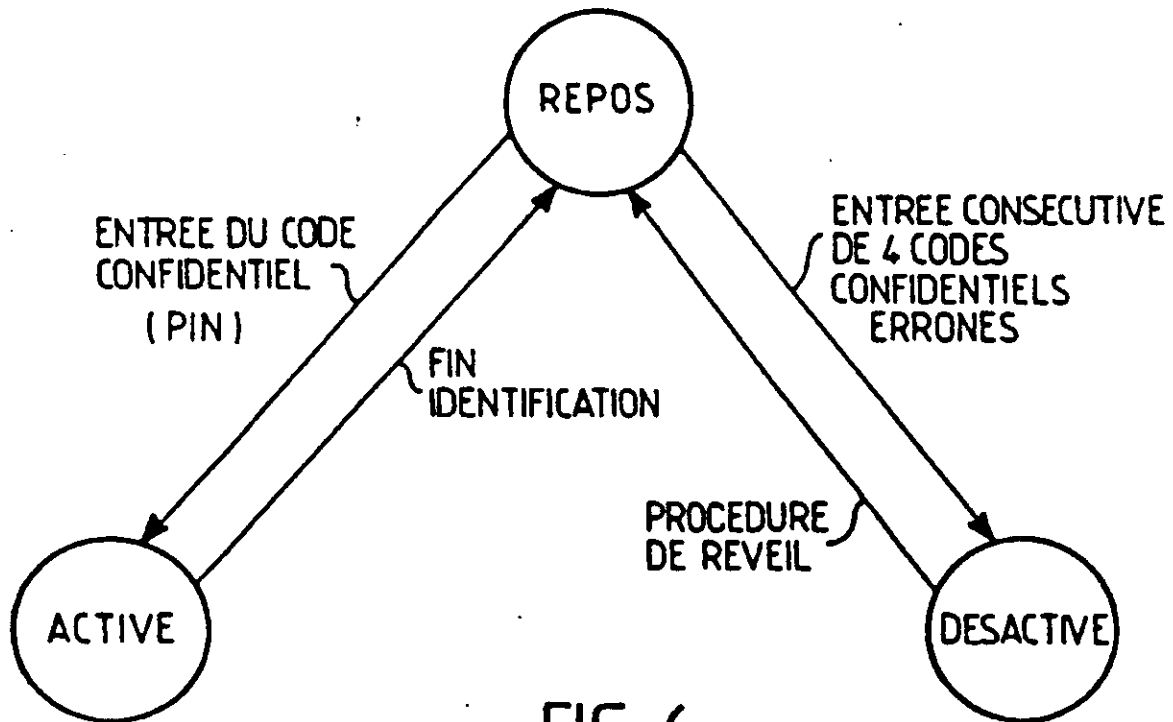 REPOS
ENTREE DU CODE
CONFIDENTIEL
( PIN )
ENTREE CONSECUTIVE
DE 4 CODES
CONFIDENTIELS
ERRONES
FIN
IDENTIFICATION
PROCEDURE
DE REVEIL
ACTIVE
DESACTIVE